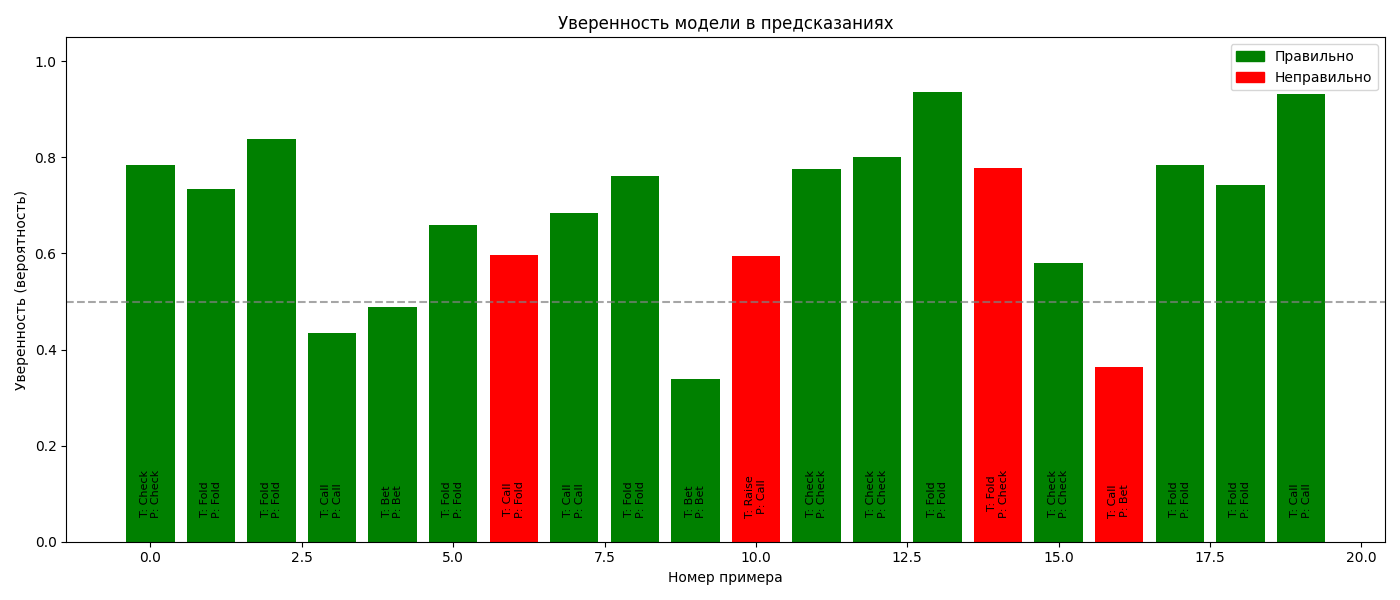 Уверенность модели в предсказаниях
Правильно
Неправильно
Уверенность (вероятность)
1.0
0.8
0.6
0.4
0.2
0.0
T: Check
P: Check
T: Fold
P: Fold
T: Fold
P: Fold
T: Call
P: Call
T: Bet
P: Bet
T: Fold
P: Fold
T: Call
P: Fold
T: Call
P: Call
T: Fold
P: Fold
T: Bet
P: Bet
T: Raise
P: Call
T: Check
P: Check
T: Check
P: Check
T: Fold
P: Fold
T: Fold
P: Check
T: Check
P: Check
T: Call
P: Bet
T: Fold
P: Fold
T: Fold
P: Fold
T: Call
P: Call
0.0 2.5 5.0 7.5 10.0 12.5 15.0 17.5 20.0
Номер примера